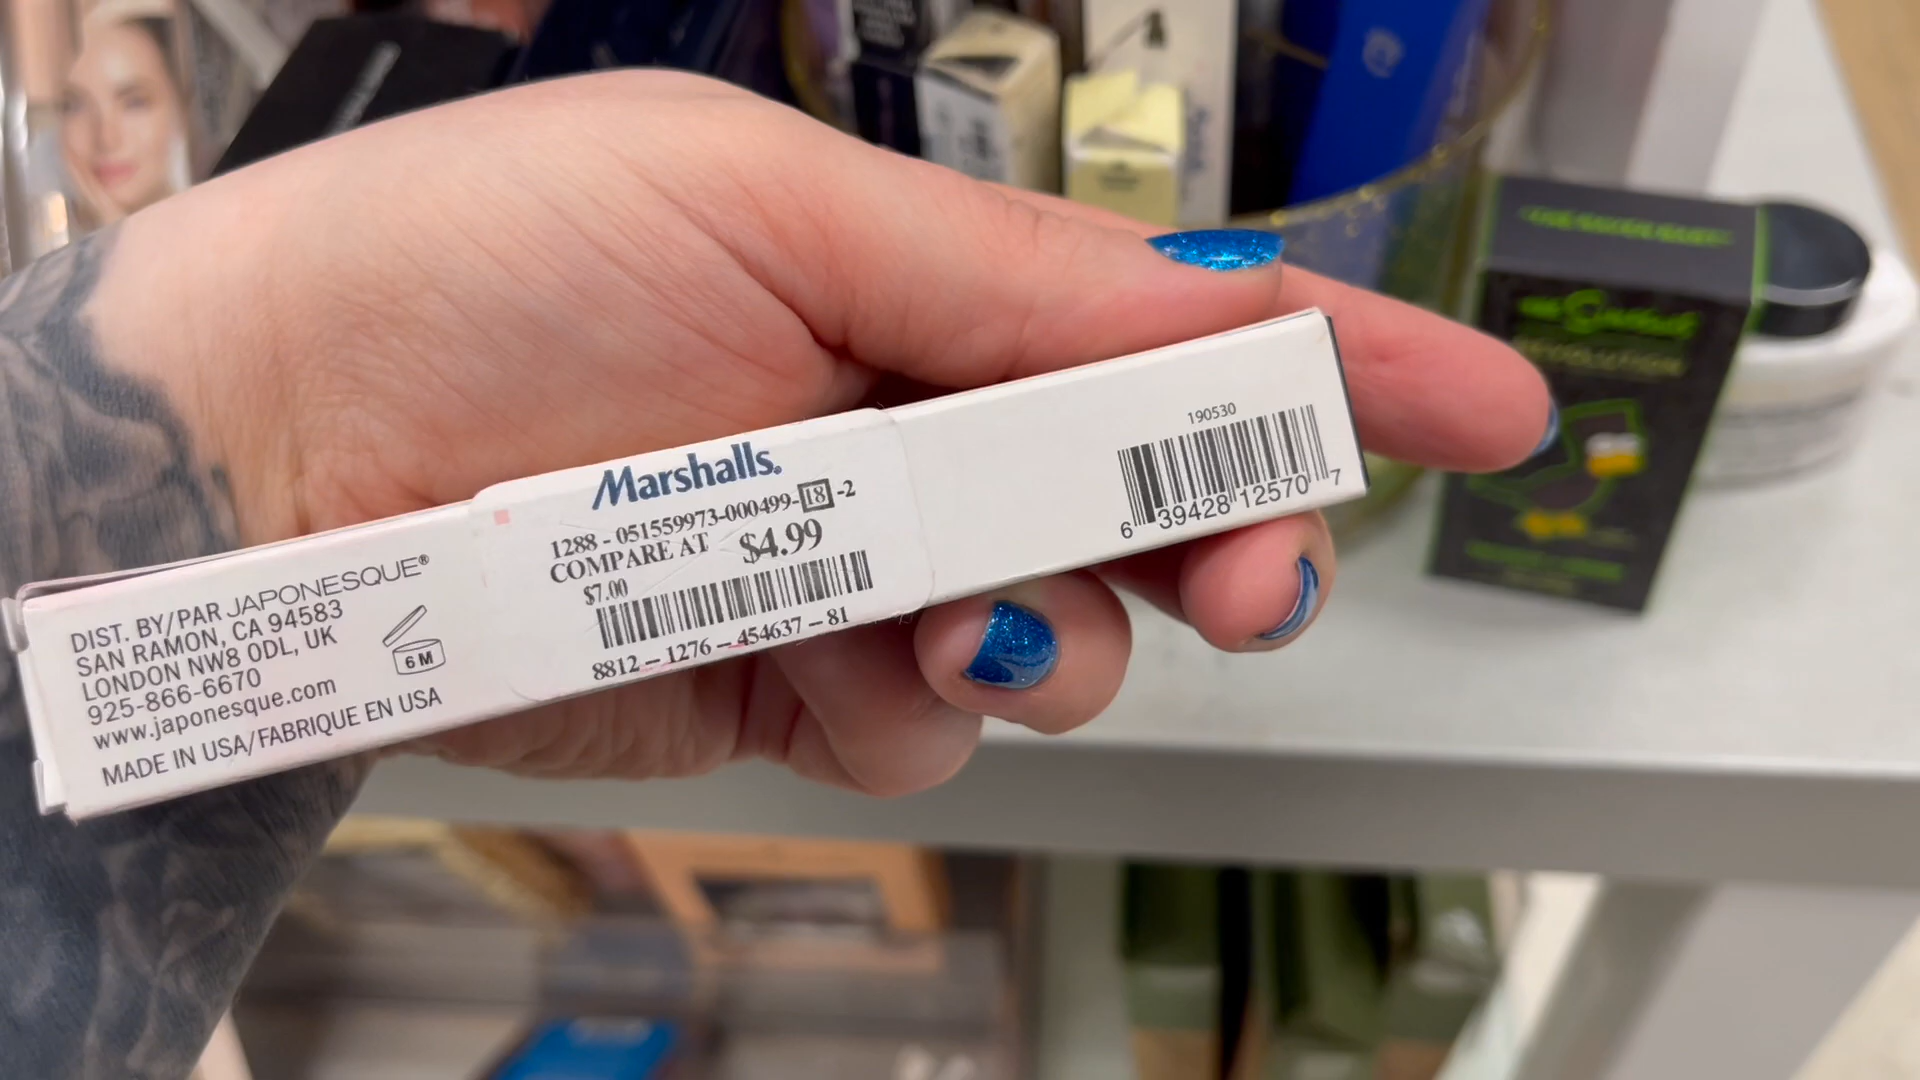 DIST. BY/PAR JAPONESQUE®
SAN RAMON, CA 94583
LONDON NW8 0DL, UK
925-866-6670
www.japonesque.com
MADE IN USA/FABRIQUE EN USA
6 M
Marshalls.
1288 - 051559973-000499-18 -2
COMPARE AT $4.99
$7.00
8812 - 1276 - 454637 - 81
190530
6 39428 12570 7
REVOLUTION